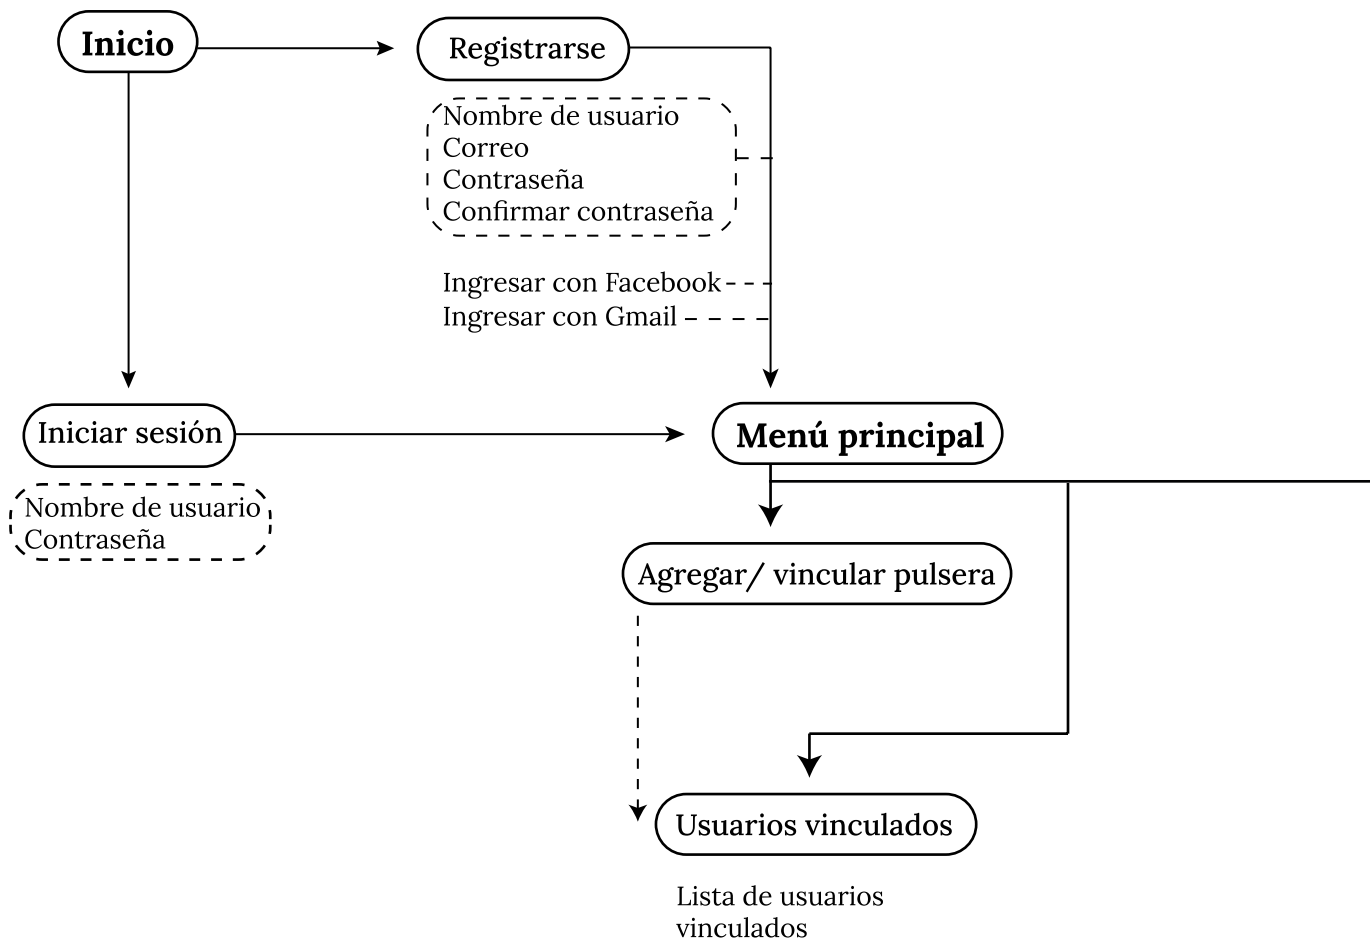 Inicio
Registrarse
Nombre de usuario
Correo
Contraseña
Confirmar contraseña
Ingresar con Facebook
Ingresar con Gmail
Iniciar sesión
Menú principal
Nombre de usuario
Contraseña
Agregar/ vincular pulsera
Usuarios vinculados
Lista de usuarios
vinculados